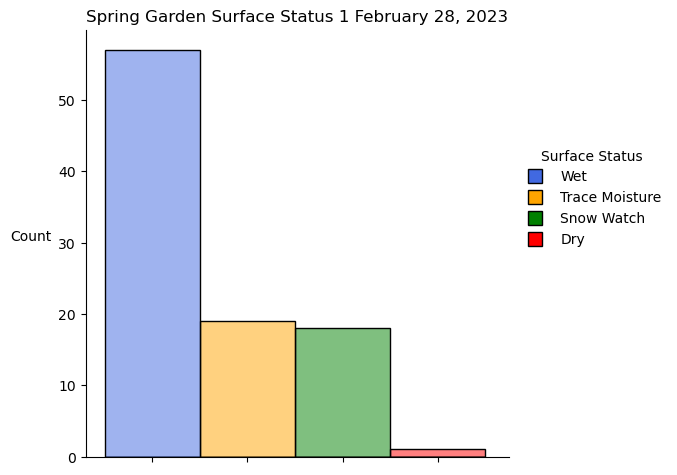 Spring Garden Surface Status 1 February 28, 2023
50
40
30
20
10
0
Count
Surface Status
Wet
Trace Moisture
Snow Watch
Dry